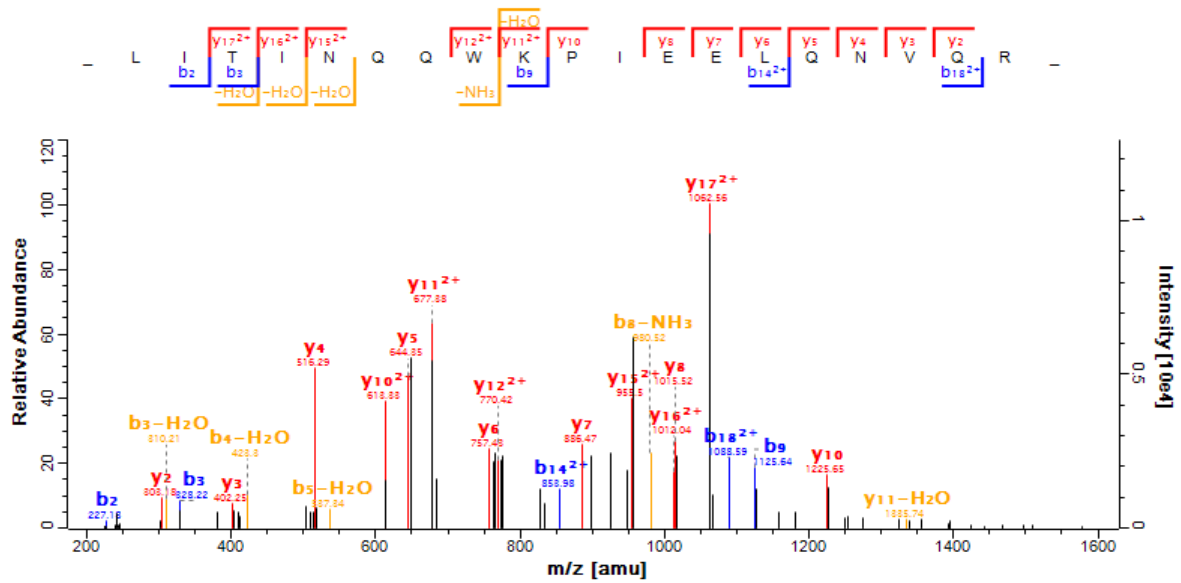 −H₂O
y₁₇²⁺ y₁₆²⁺ y₁₅²⁺ y₁₂²⁺ y₁₁²⁺ y₁₀ y₈ y₇ y₆ y₅ y₄ y₃ y₂
_ L I T I N Q Q W K P I E E L Q N V Q R _
b₂ b₃ b₉ b₁₄²⁺ b₁₈²⁺
−H₂O −H₂O −H₂O −NH₃
120
100
80
60
40
20
0
Relative Abundance
y₁₇²⁺
1062.56
y₁₁²⁺
677.88
y₅
644.35
y₄
516.29
b₈−NH₃
980.52
y₁₀²⁺
613.33
y₁₂²⁺
770.42
y₁₅²⁺
955.5
y₈
1015.52
b₃−H₂O
310.21
b₄−H₂O
423.3
y₆
757.43
y₇
886.47
y₁₆²⁺
1012.04
b₁₈²⁺
1088.59
b₉
1125.64
y₂
303.18
b₃
328.22
y₃
402.25
b₁₄²⁺
853.98
y₁₀
1225.65
b₂
227.18
b₅−H₂O
537.34
y₁₁−H₂O
1335.74
200 400 600 800 1000 1200 1400 1600
m/z [amu]
1
0.5
0
Intensity [10e4]